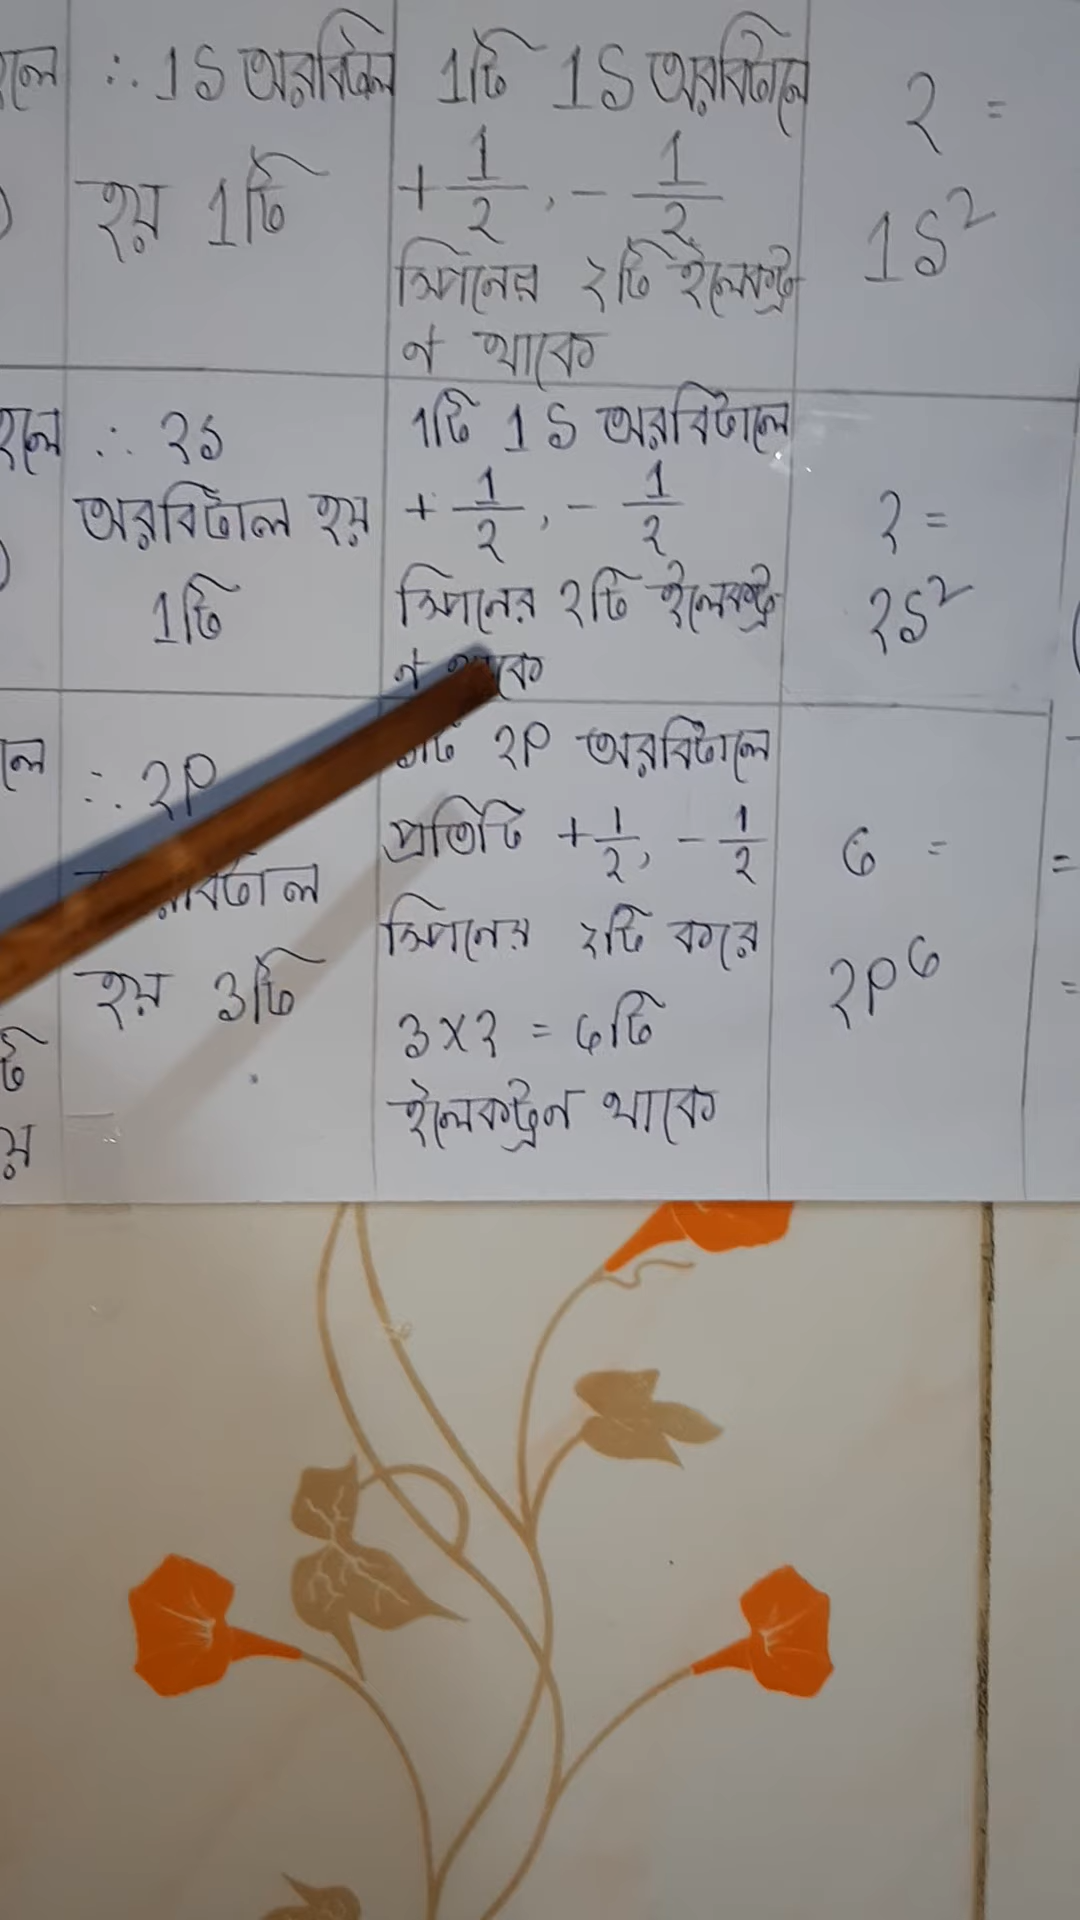 লে
∴ 1S অরবিটাল
হয় 1টি
1টি 1S অরবিটালে
+ 1/2, - 1/2
স্পিনের 2টি ইলেকট্র
ন থাকে
2 =
1S²
হলে
∴ 2S
অরবিটাল হয়
1টি
1টি 1S অরবিটালে
+ 1/2, - 1/2
স্পিনের 2টি ইলেকট্র
ন থাকে
2 =
2S²
লে
∴ 2P
হয় 3টি
টি
য়
2P অরবিটালে
প্রতিটি + 1/2, - 1/2
স্পিনের 2টি করে
3×2 = 6টি
ইলেকট্রন থাকে
6 =
2P⁶
=
=